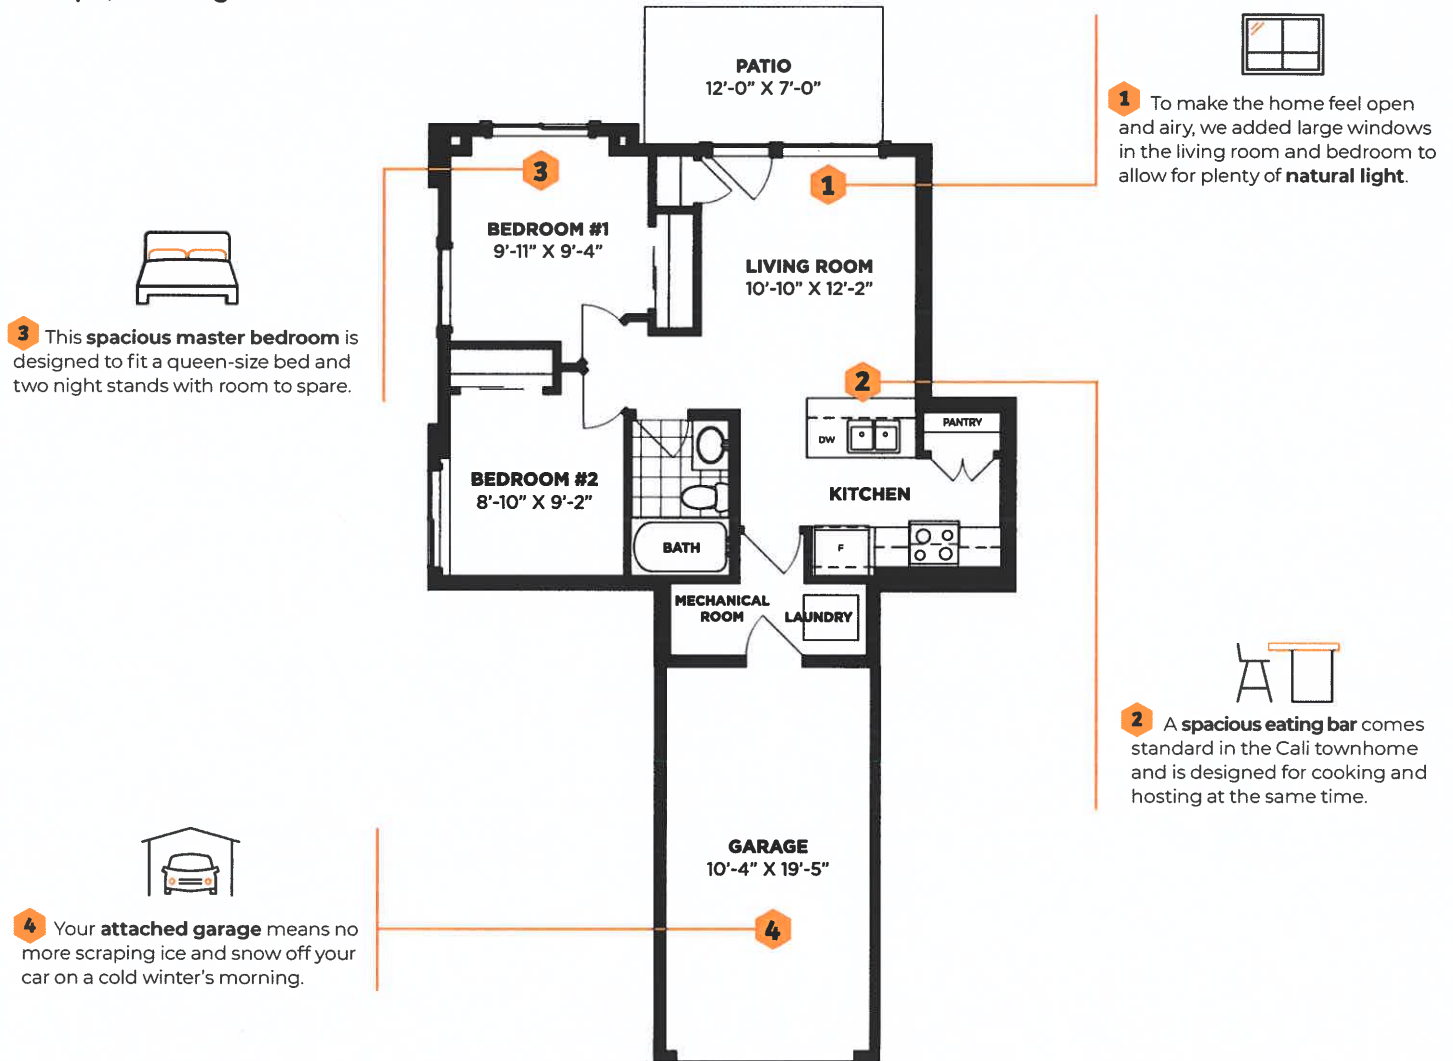 PATIO
12'-0" X 7'-0"
1 To make the home feel open
and airy, we added large windows
in the living room and bedroom to
allow for plenty of natural light.
3
1
BEDROOM #1
9'-11" X 9'-4"
LIVING ROOM
10'-10" X 12'-2"
3 This spacious master bedroom is
designed to fit a queen-size bed and
two night stands with room to spare.
2
PANTRY
DW
BEDROOM #2
8'-10" X 9'-2"
KITCHEN
BATH
F
MECHANICAL
ROOM
LAUNDRY
2 A spacious eating bar comes
standard in the Cali townhome
and is designed for cooking and
hosting at the same time.
GARAGE
10'-4" X 19'-5"
4
4 Your attached garage means no
more scraping ice and snow off your
car on a cold winter's morning.